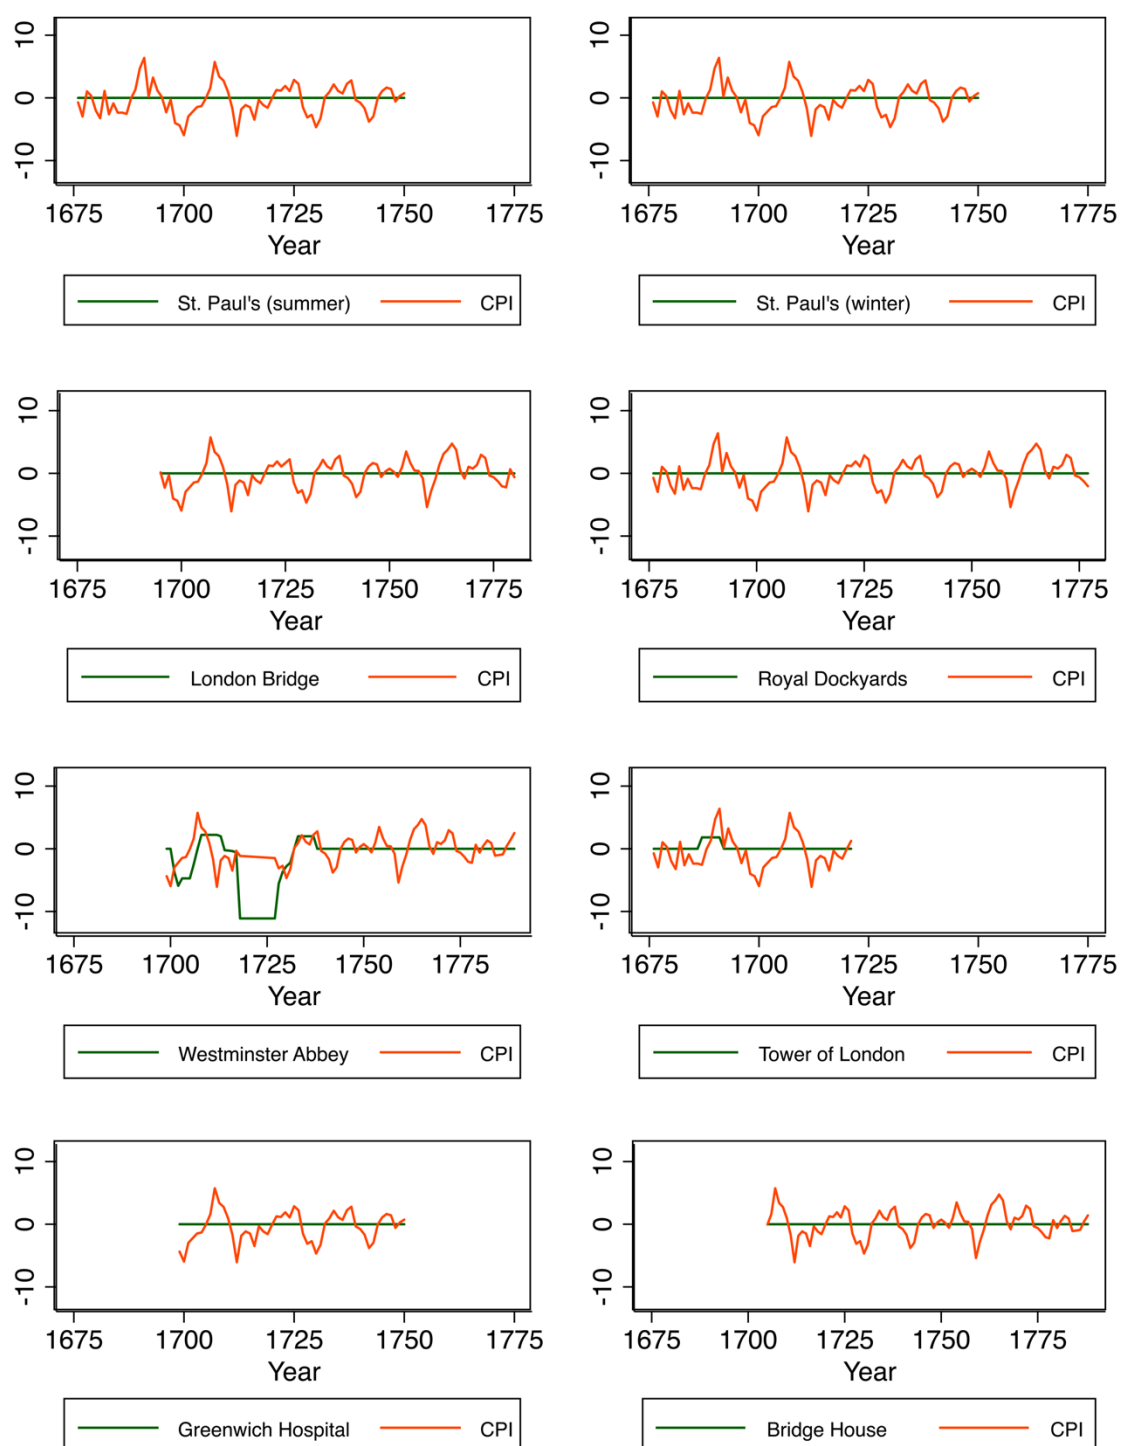 10
0
-10
1675 1700 1725 1750 1775
Year
St. Paul's (summer) CPI
10
0
-10
1675 1700 1725 1750 1775
Year
St. Paul's (winter) CPI
10
0
-10
1675 1700 1725 1750 1775
Year
London Bridge CPI
10
0
-10
1675 1700 1725 1750 1775
Year
Royal Dockyards CPI
10
0
-10
1675 1700 1725 1750 1775
Year
Westminster Abbey CPI
10
0
-10
1675 1700 1725 1750 1775
Year
Tower of London CPI
10
0
-10
1675 1700 1725 1750 1775
Year
Greenwich Hospital CPI
10
0
-10
1675 1700 1725 1750 1775
Year
Bridge House CPI